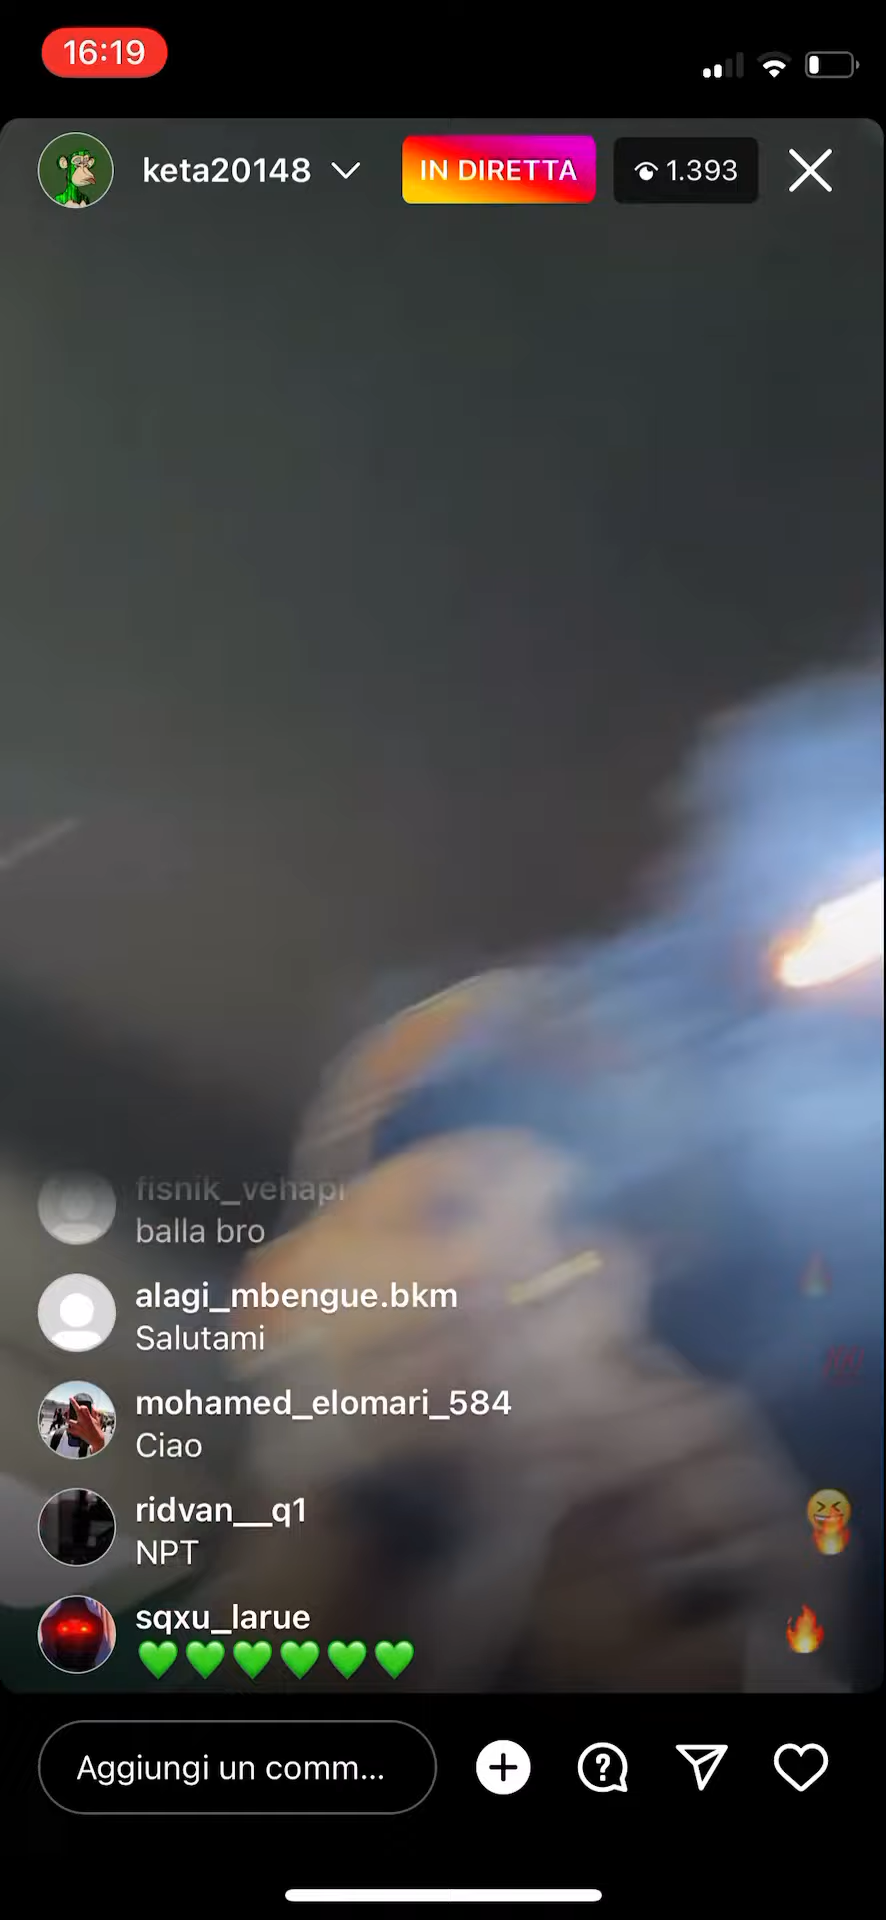 16:19
keta20148
IN DIRETTA
1.393
fisnik_vehapi
balla bro
alagi_mbengue.bkm
Salutami
mohamed_elomari_584
Ciao
ridvan__q1
NPT
sqxu_larue
💚💚💚💚💚💚
Aggiungi un comm...